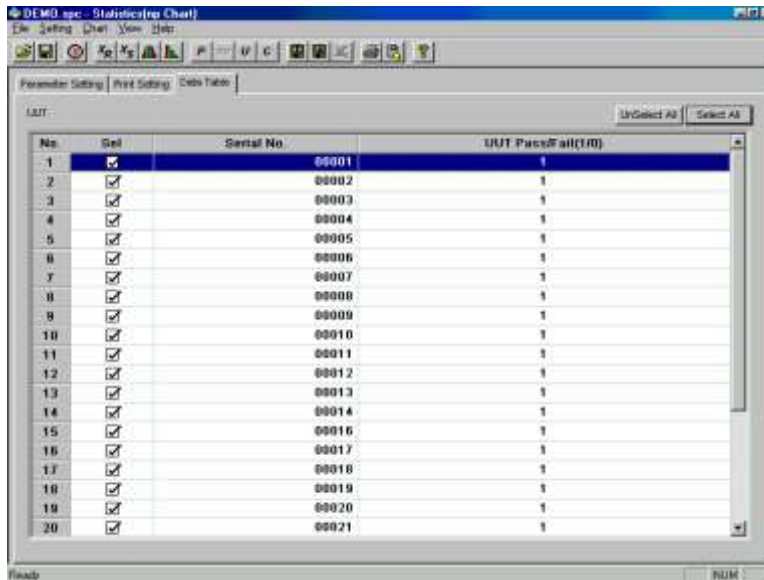 DEMO.spc - Statistics[np Chart]
File Setting Chart View Help
XR XS P U C ?
Parameter Setting Print Setting Data Table
UUT UnSelect All Select All
No. Sel Serial No. UUT Pass/Fail(1/0)
1 00001 1
2 00002 1
3 00003 1
4 00004 1
5 00005 1
6 00006 1
7 00007 1
8 00008 1
9 00009 1
10 00010 1
11 00011 1
12 00012 1
13 00013 1
14 00014 1
15 00016 1
16 00017 1
17 00018 1
18 00019 1
19 00020 1
20 00021 1
Ready NUM